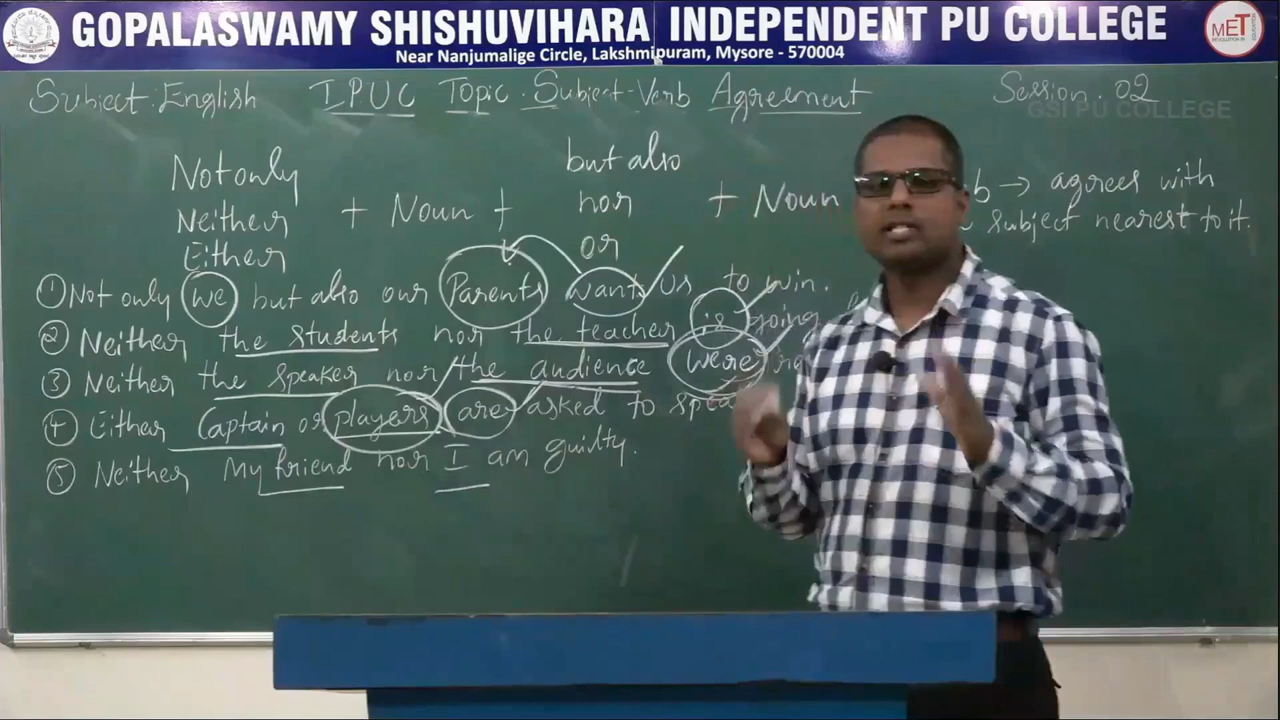 GOPALASWAMY SHISHUVIHARA INDEPENDENT PU COLLEGE
Near Nanjumalige Circle, Lakshmipuram, Mysore - 570004
MET
Subject. English IPUC Topic. Subject-Verb Agreement Session. 02
GSI PU COLLEGE
Not only
Neither
Either
+ Noun +
but also
nor
or
+ Noun
b → agrees with
subject nearest to it.
① Not only we but also our Parents wants us to win.
② Neither the students nor the teacher is going
③ Neither the speaker nor the audience were
④ Either Captain or players are asked to spea
⑤ Neither My friend nor I am guilty.